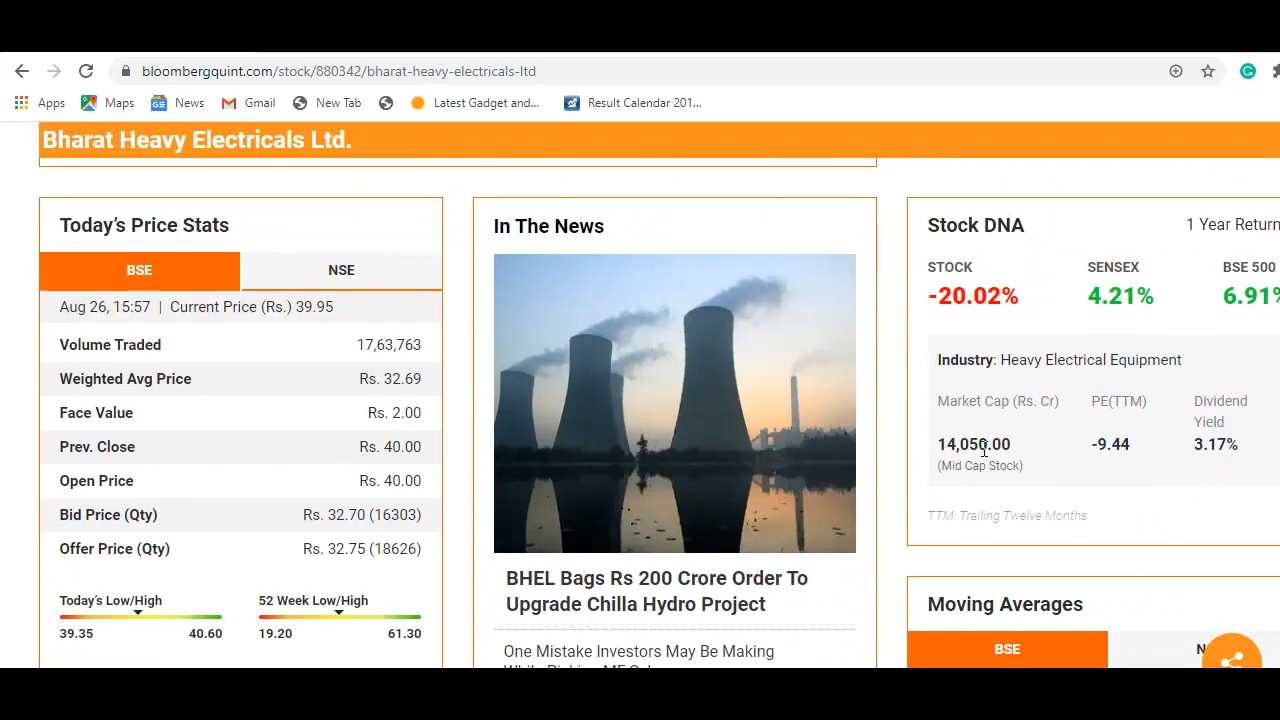 bloombergquint.com/stock/880342/bharat-heavy-electricals-ltd
Apps Maps News Gmail New Tab Latest Gadget and... Result Calendar 201...
Bharat Heavy Electricals Ltd.
Today's Price Stats
BSE NSE
Aug 26, 15:57 | Current Price (Rs.) 39.95
Volume Traded 17,63,763
Weighted Avg Price Rs. 32.69
Face Value Rs. 2.00
Prev. Close Rs. 40.00
Open Price Rs. 40.00
Bid Price (Qty) Rs. 32.70 (16303)
Offer Price (Qty) Rs. 32.75 (18626)
Today's Low/High 52 Week Low/High
39.35 40.60 19.20 61.30
In The News
BHEL Bags Rs 200 Crore Order To
Upgrade Chilla Hydro Project
One Mistake Investors May Be Making
Stock DNA 1 Year Return
STOCK SENSEX BSE 500
-20.02% 4.21% 6.91%
Industry: Heavy Electrical Equipment
Market Cap (Rs. Cr) PE(TTM) Dividend
Yield
14,050.00 -9.44 3.17%
(Mid Cap Stock)
TTM: Trailing Twelve Months
Moving Averages
BSE